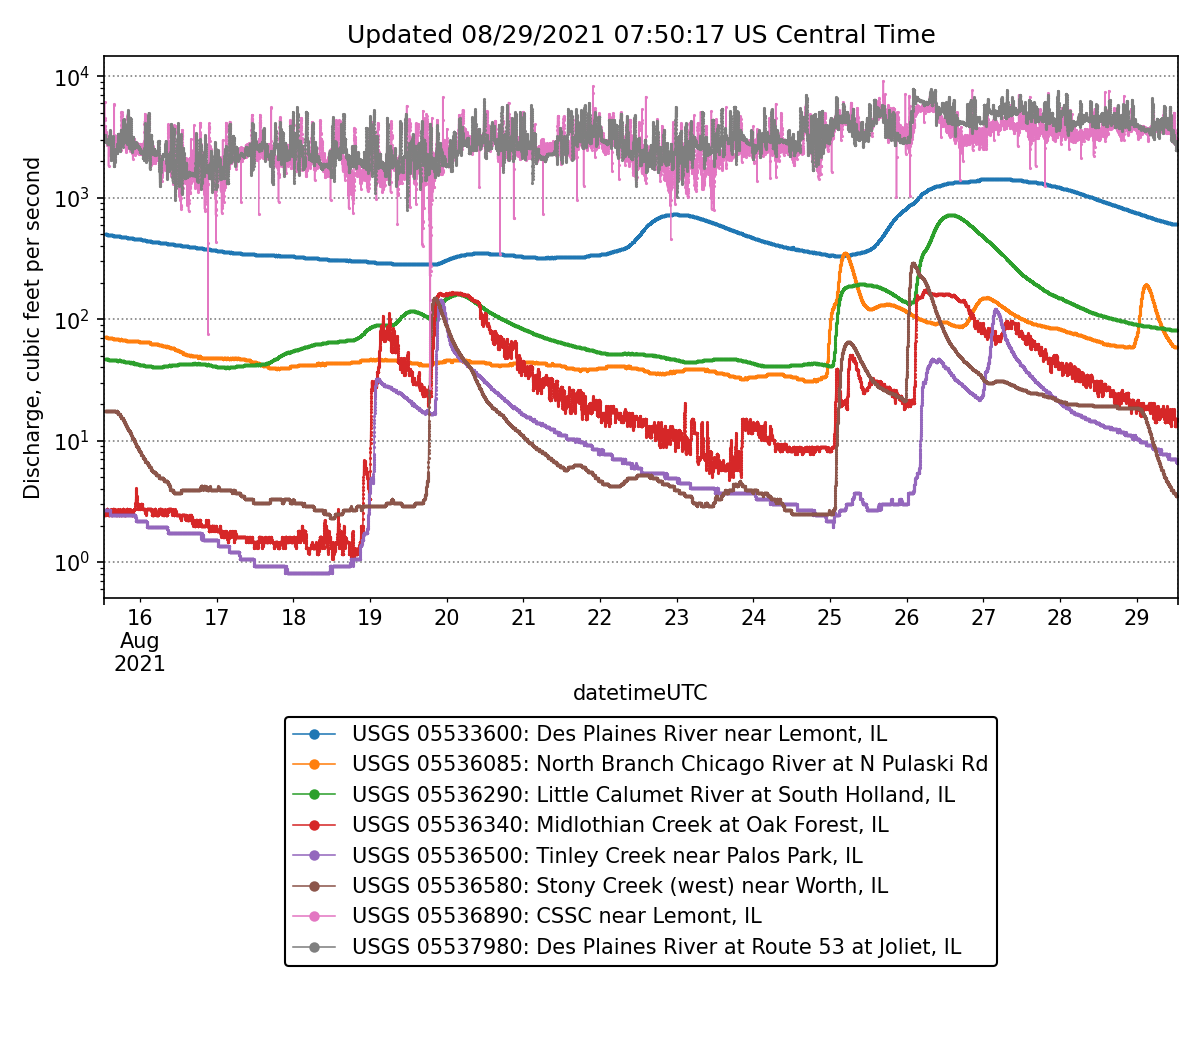 Updated 08/29/2021 07:50:17 US Central Time
Discharge, cubic feet per second
10^4
10^3
10^2
10^1
10^0
16 17 18 19 20 21 22 23 24 25 26 27 28 29
Aug
2021
datetimeUTC
USGS 05533600: Des Plaines River near Lemont, IL
USGS 05536085: North Branch Chicago River at N Pulaski Rd
USGS 05536290: Little Calumet River at South Holland, IL
USGS 05536340: Midlothian Creek at Oak Forest, IL
USGS 05536500: Tinley Creek near Palos Park, IL
USGS 05536580: Stony Creek (west) near Worth, IL
USGS 05536890: CSSC near Lemont, IL
USGS 05537980: Des Plaines River at Route 53 at Joliet, IL